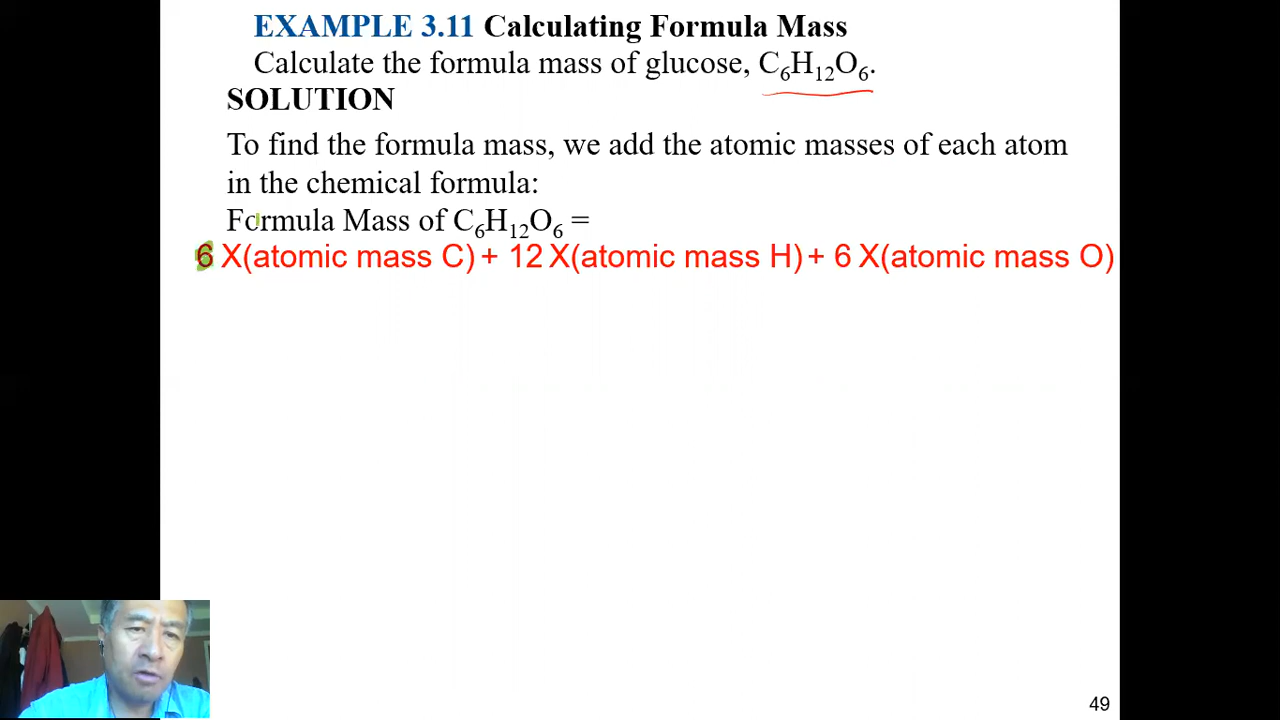 EXAMPLE 3.11 Calculating Formula Mass
Calculate the formula mass of glucose, C₆H₁₂O₆.
SOLUTION
To find the formula mass, we add the atomic masses of each atom
in the chemical formula:
Formula Mass of C₆H₁₂O₆ =
6 X(atomic mass C) + 12 X(atomic mass H) + 6 X(atomic mass O)
49